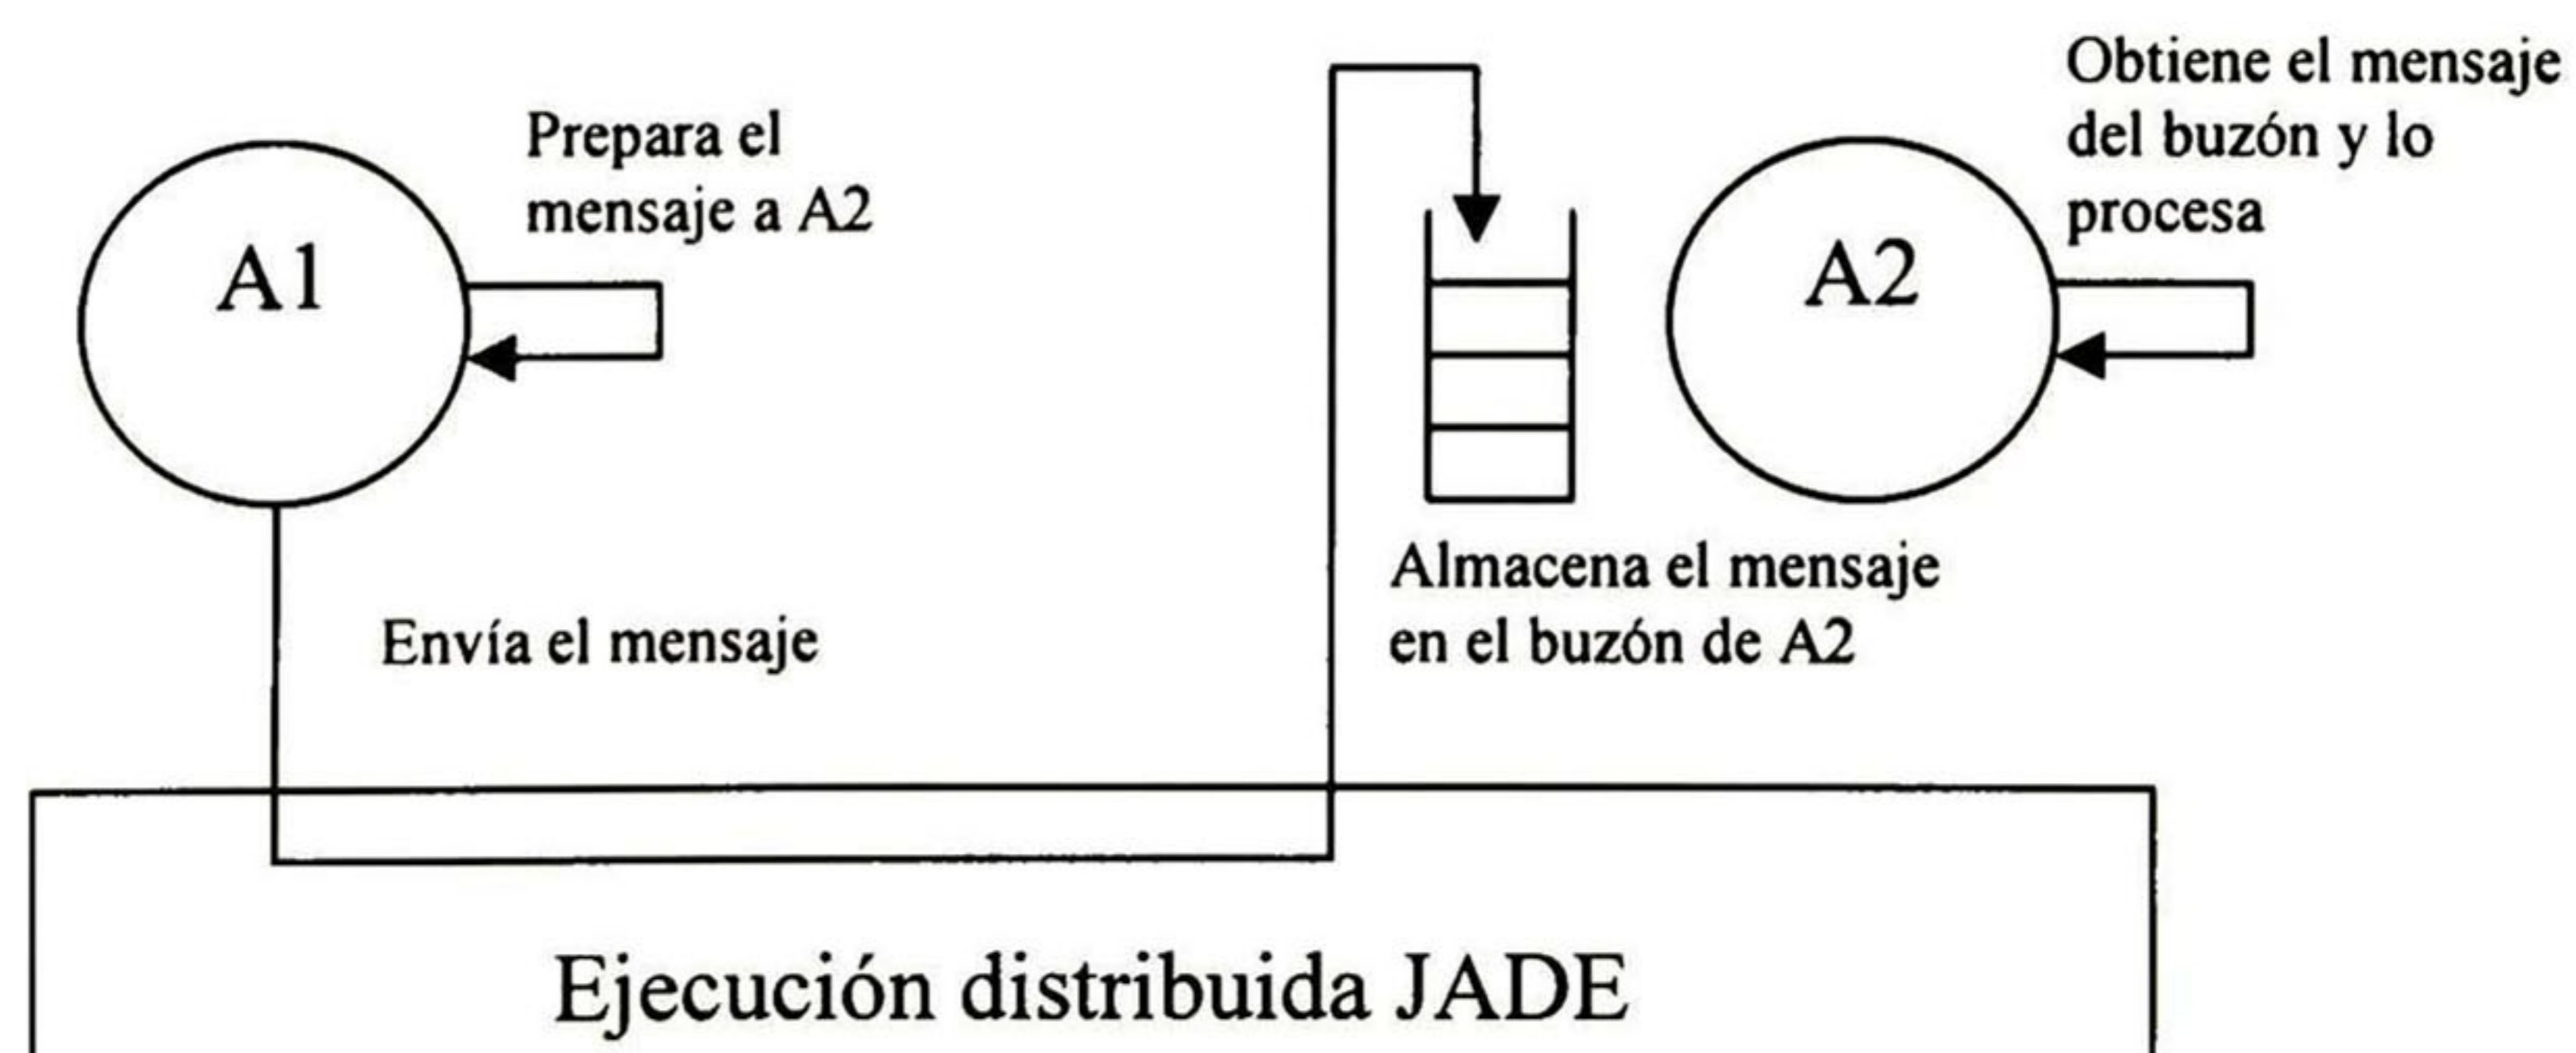 Prepara el
mensaje a A2
A1
Obtiene el mensaje
del buzón y lo
procesa
A2
Envía el mensaje
Almacena el mensaje
en el buzón de A2
Ejecución distribuida JADE